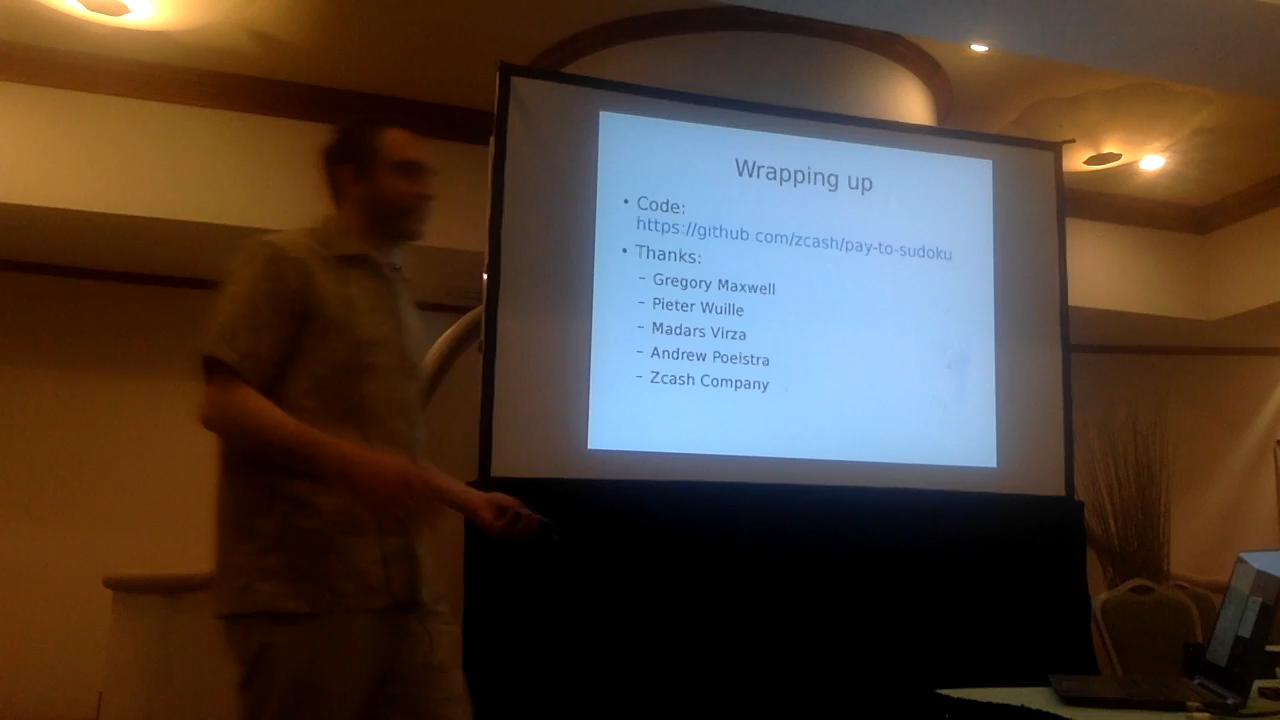 Wrapping up
• Code:
https://github.com/zcash/pay-to-sudoku
• Thanks:
– Gregory Maxwell
– Pieter Wuille
– Madars Virza
– Andrew Poelstra
– Zcash Company